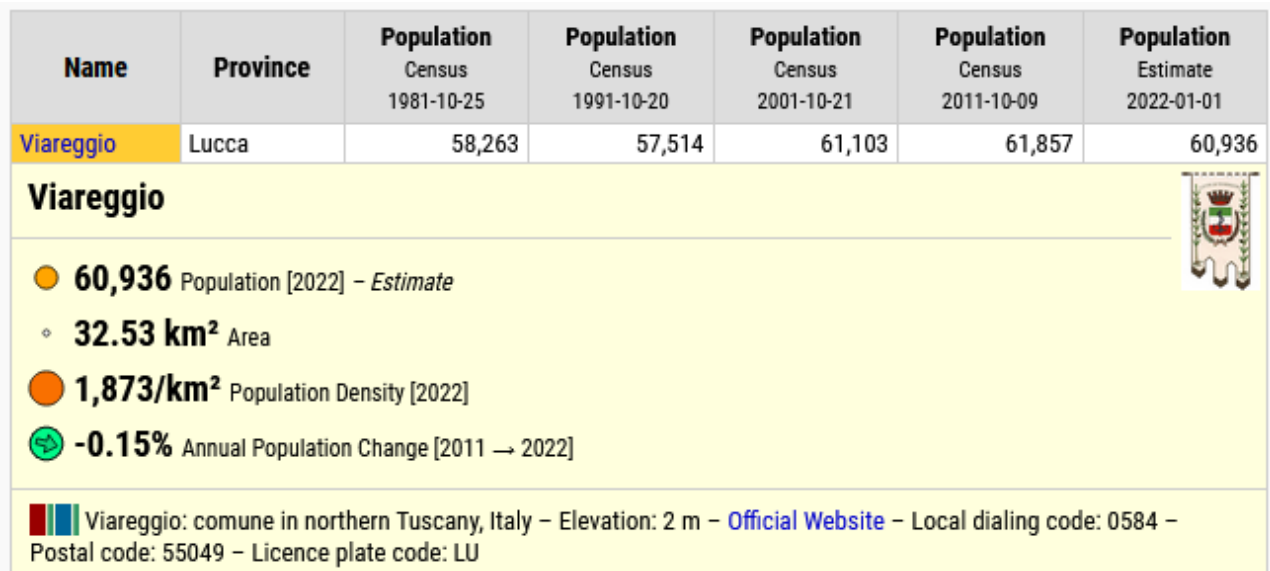 Name Province Population Census 1981-10-25 Population Census 1991-10-20 Population Census 2001-10-21 Population Census 2011-10-09 Population Estimate 2022-01-01
Viareggio Lucca 58,263 57,514 61,103 61,857 60,936
Viareggio
60,936 Population [2022] – Estimate
32.53 km² Area
1,873/km² Population Density [2022]
-0.15% Annual Population Change [2011 → 2022]
Viareggio: comune in northern Tuscany, Italy – Elevation: 2 m – Official Website – Local dialing code: 0584 –
Postal code: 55049 – Licence plate code: LU